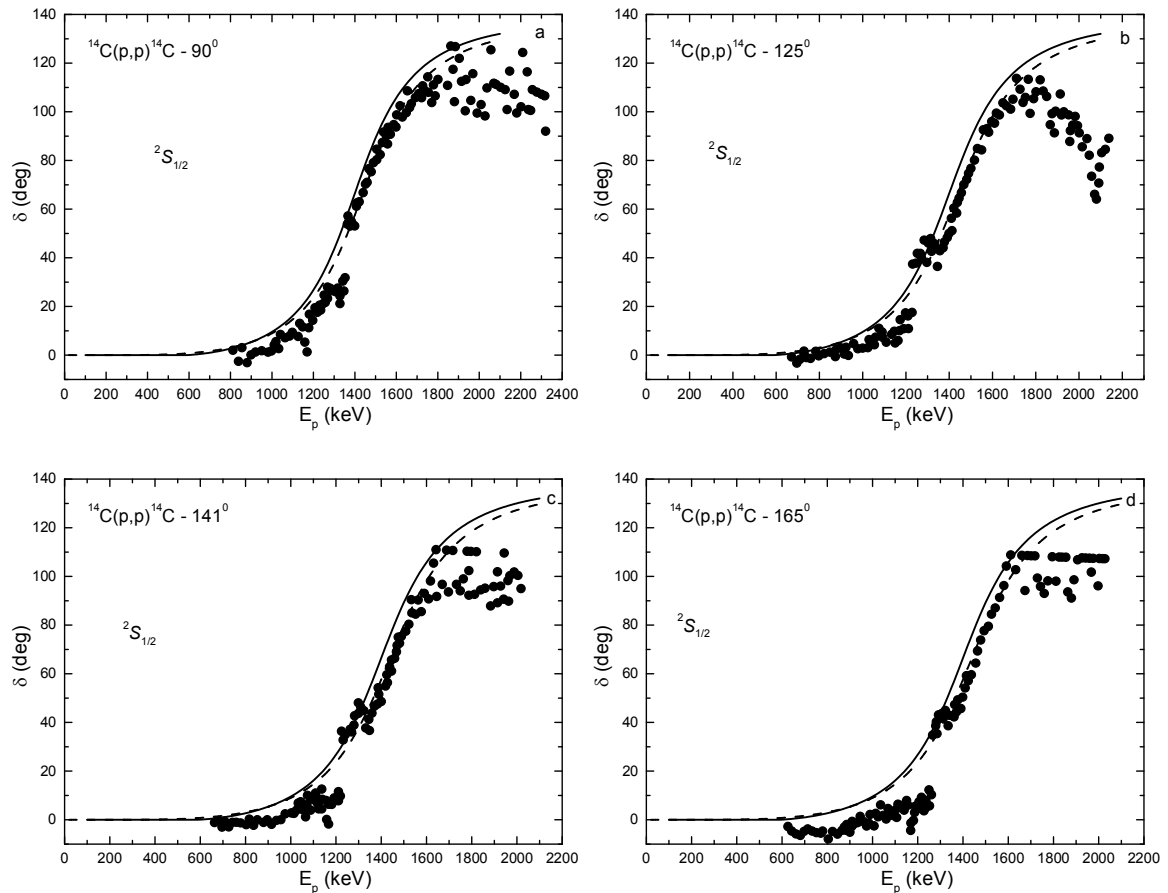 a
¹⁴C(p,p)¹⁴C - 90⁰
²S₁/₂
δ (deg)
140
120
100
80
60
40
20
0
0 200 400 600 800 1000 1200 1400 1600 1800 2000 2200 2400
Eₚ (keV)
b
¹⁴C(p,p)¹⁴C - 125⁰
²S₁/₂
δ (deg)
140
120
100
80
60
40
20
0
0 200 400 600 800 1000 1200 1400 1600 1800 2000 2200
Eₚ (keV)
c
¹⁴C(p,p)¹⁴C - 141⁰
²S₁/₂
δ (deg)
140
120
100
80
60
40
20
0
0 200 400 600 800 1000 1200 1400 1600 1800 2000 2200
Eₚ (keV)
d
¹⁴C(p,p)¹⁴C - 165⁰
²S₁/₂
δ (deg)
140
120
100
80
60
40
20
0
0 200 400 600 800 1000 1200 1400 1600 1800 2000 2200
Eₚ (keV)